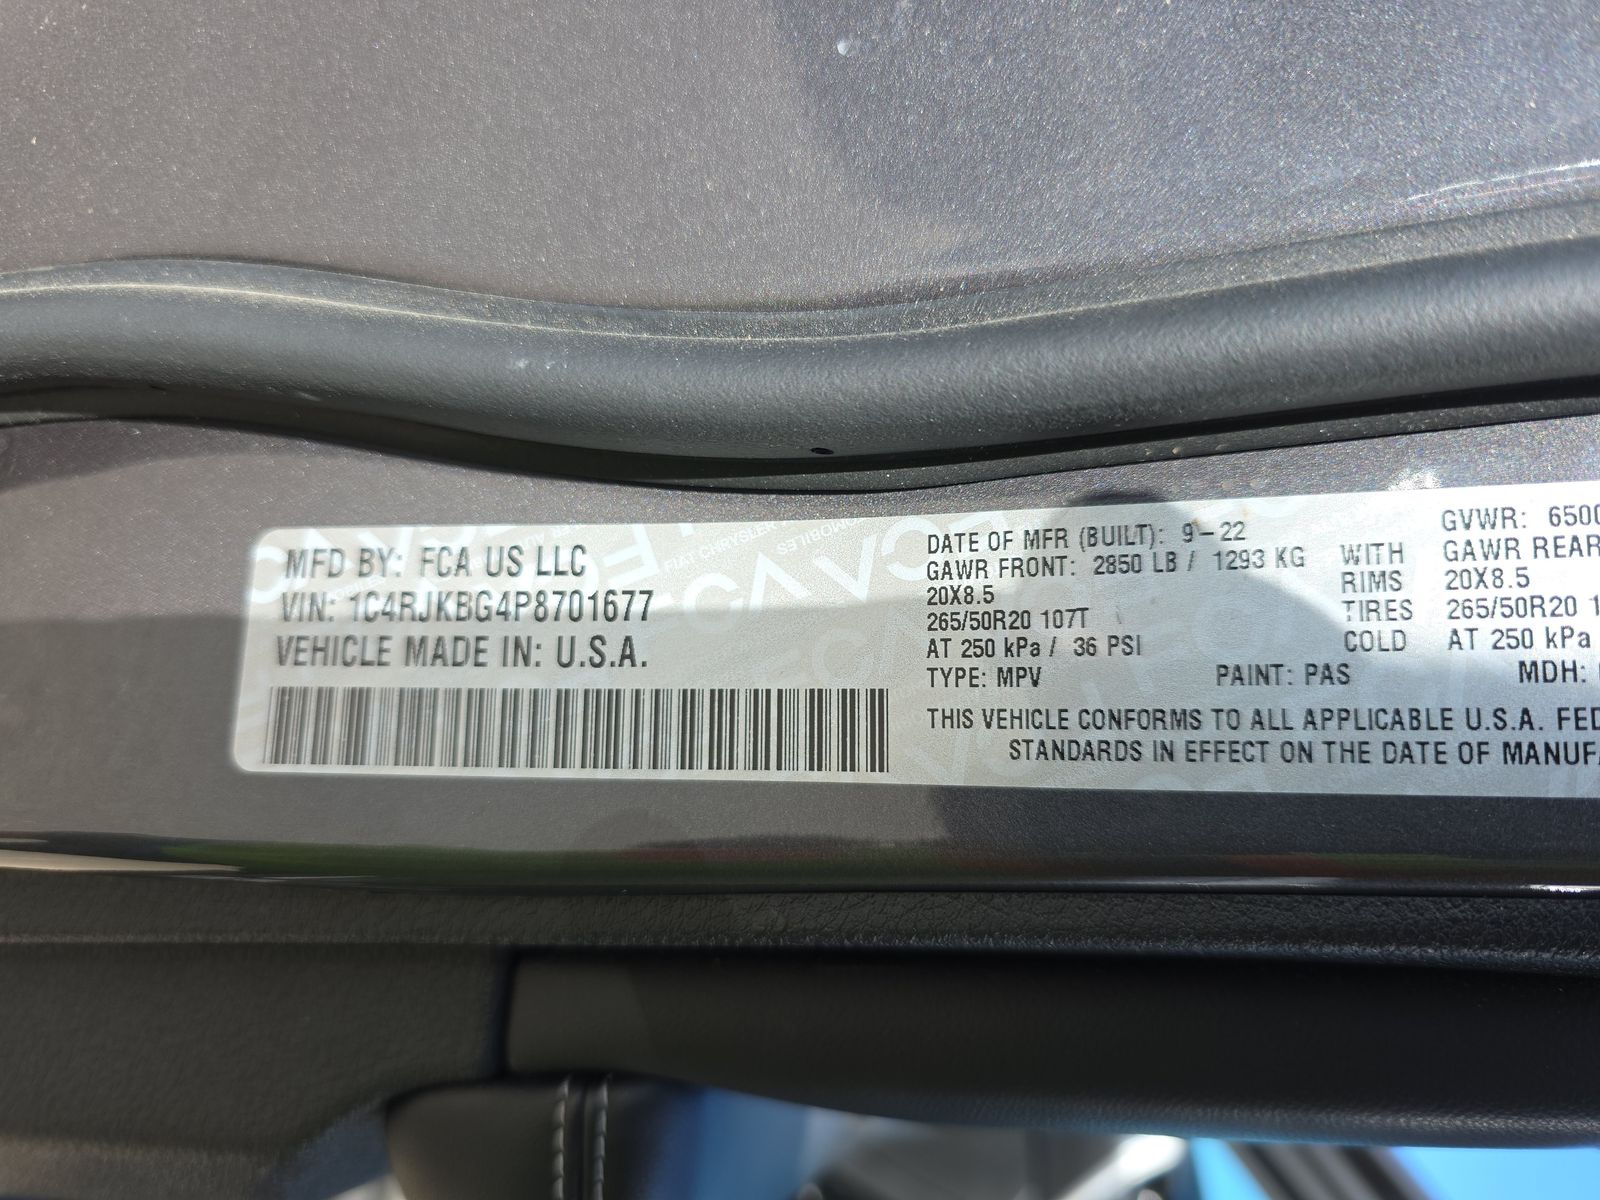 MFD BY: FCA US LLC
VIN: 1C4RJKBG4P8701677
VEHICLE MADE IN: U.S.A.
DATE OF MFR (BUILT): 9-22
GVWR: 6500
GAWR FRONT: 2850 LB / 1293 KG WITH GAWR REAR
20X8.5 RIMS 20X8.5
265/50R20 107T TIRES 265/50R20 1
AT 250 kPa / 36 PSI COLD AT 250 kPa
TYPE: MPV PAINT: PAS MDH:
THIS VEHICLE CONFORMS TO ALL APPLICABLE U.S.A. FED
STANDARDS IN EFFECT ON THE DATE OF MANUF